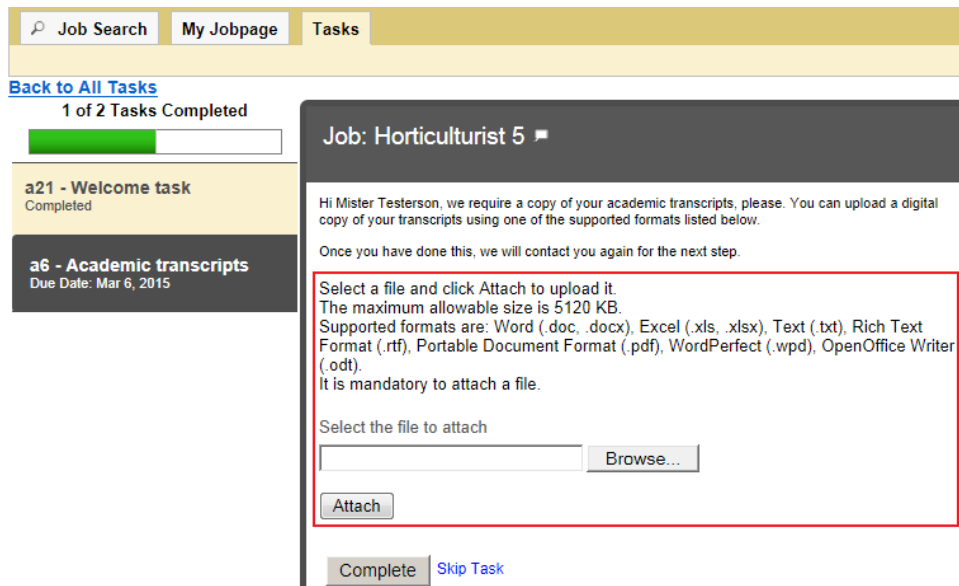 Job Search My Jobpage Tasks
Back to All Tasks
1 of 2 Tasks Completed
a21 - Welcome task
Completed
a6 - Academic transcripts
Due Date: Mar 6, 2015
Job: Horticulturist 5
Hi Mister Testerson, we require a copy of your academic transcripts, please. You can upload a digital
copy of your transcripts using one of the supported formats listed below.
Once you have done this, we will contact you again for the next step.
Select a file and click Attach to upload it.
The maximum allowable size is 5120 KB.
Supported formats are: Word (.doc, .docx), Excel (.xls, .xlsx), Text (.txt), Rich Text
Format (.rtf), Portable Document Format (.pdf), WordPerfect (.wpd), OpenOffice Writer
(.odt).
It is mandatory to attach a file.
Select the file to attach
Browse...
Attach
Complete Skip Task